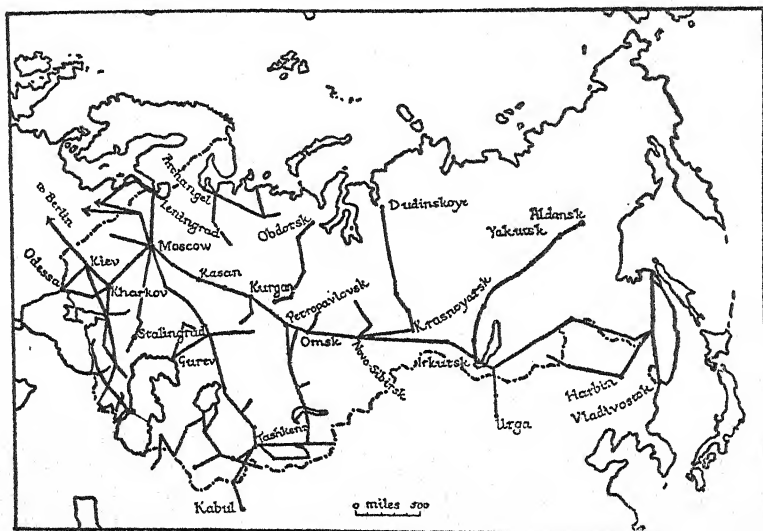 Archangel
Leningrad
to Berlin
Dudinskoye
Obdorsk
Aldansk
Yakutsk
Moscow
Kiev
Odessa
Kharkov
Kasan
Kurgan
Petropavlovsk
Krasnoyarsk
Stalingrad
Omsk
Gurev
Novo-Sibirsk
Irkutsk
Harbin
Vladivostok
Urga
Tashkent
Kabul
0 miles 500